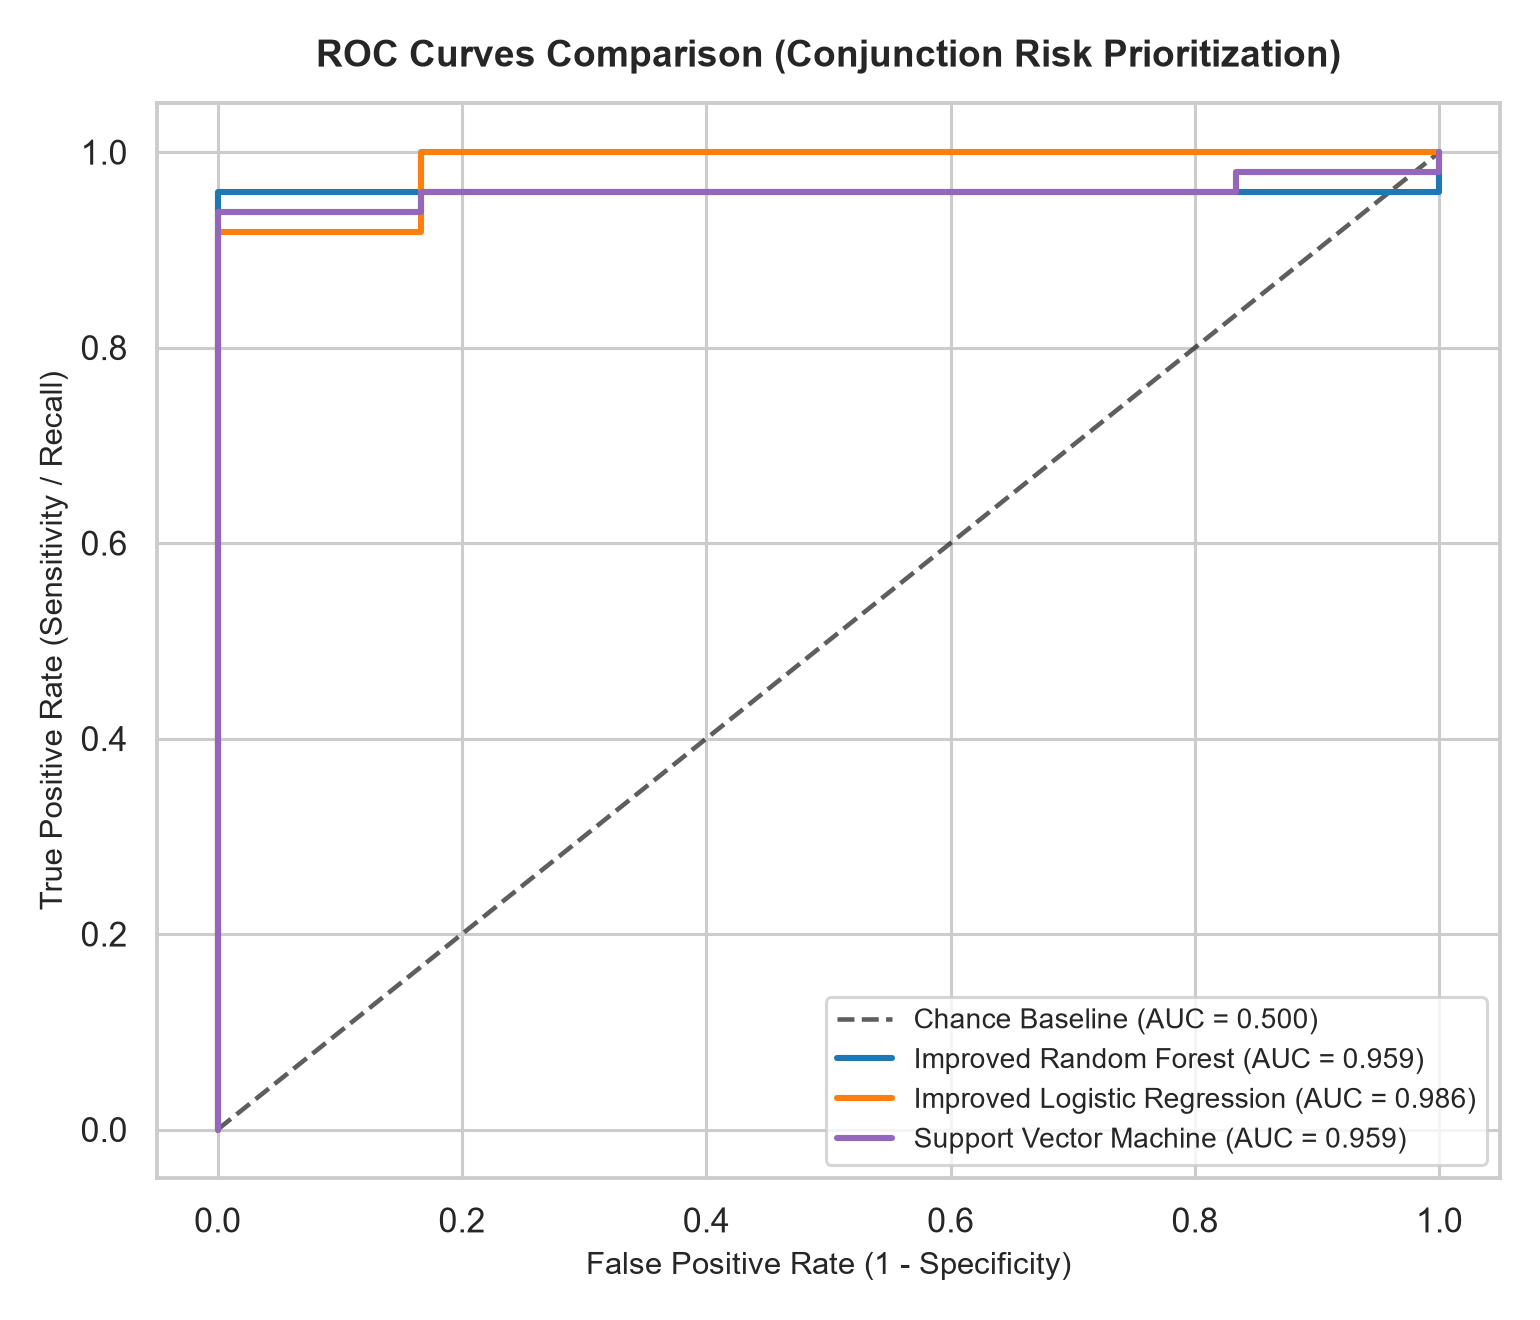 ROC Curves Comparison (Conjunction Risk Prioritization)
True Positive Rate (Sensitivity / Recall)
1.0
0.8
0.6
0.4
0.2
0.0
Chance Baseline (AUC = 0.500)
Improved Random Forest (AUC = 0.959)
Improved Logistic Regression (AUC = 0.986)
Support Vector Machine (AUC = 0.959)
0.0 0.2 0.4 0.6 0.8 1.0
False Positive Rate (1 - Specificity)